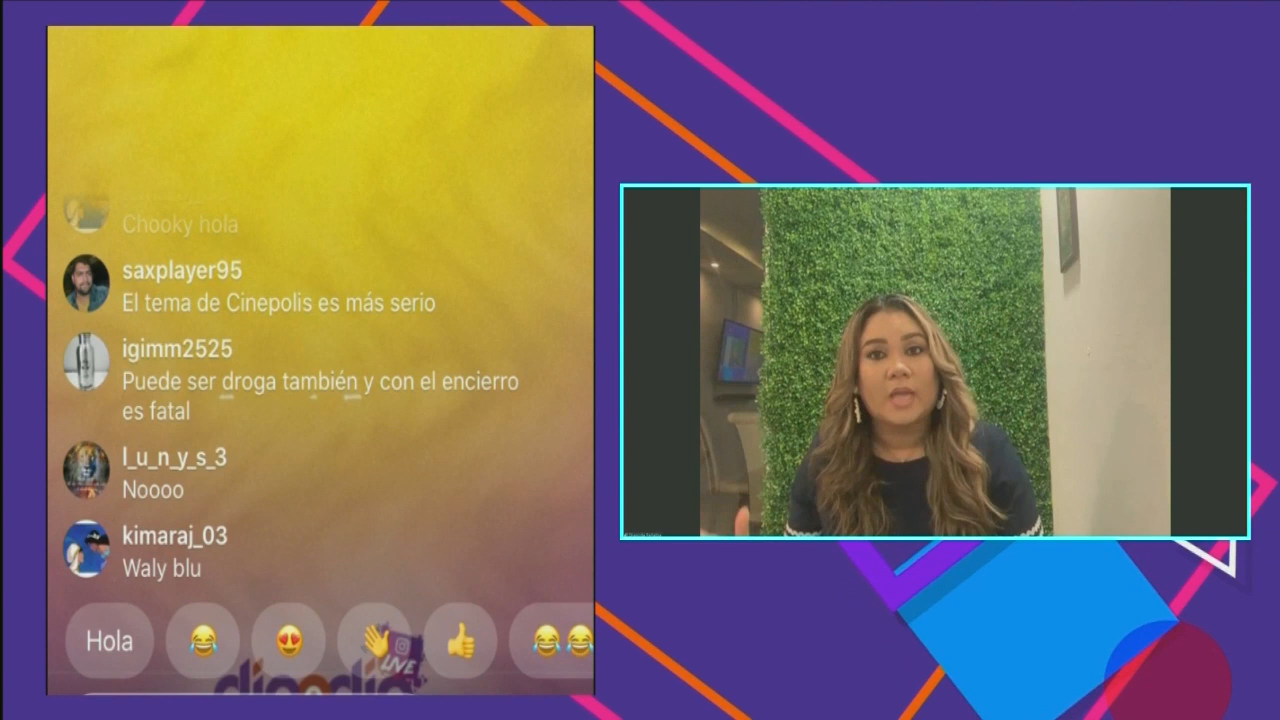 Chooky hola
saxplayer95
El tema de Cinepolis es más serio
igimm2525
Puede ser droga también y con el encierro
es fatal
l_u_n_y_s_3
Noooo
kimaraj_03
Waly blu
Hola
LIVE